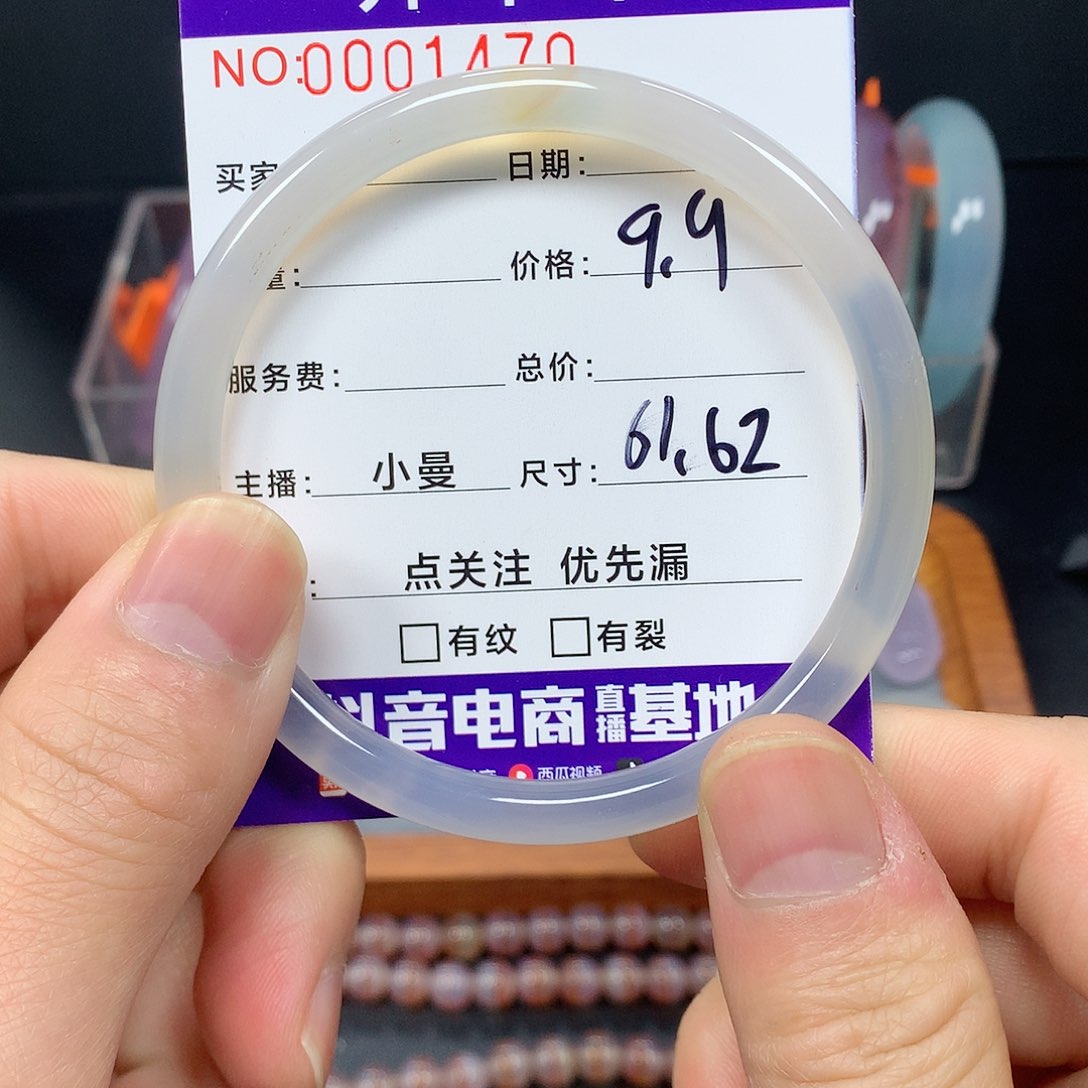 NO:0001470
买家 日期:
量: 价格: 9.9
服务费: 总价:
主播: 小曼 尺寸: 61.62
: 点关注 优先漏
□有纹 □有裂
抖音电商直播基地
西瓜视频